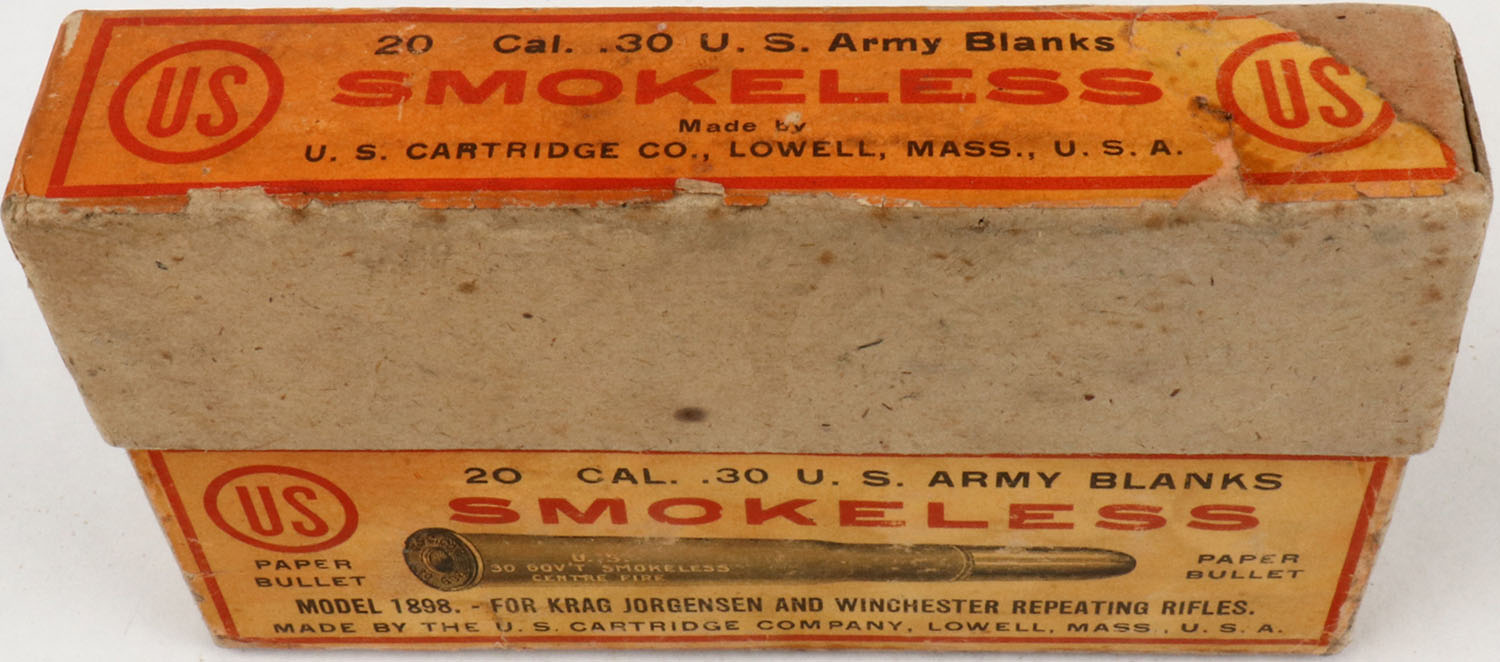 20 Cal. .30 U. S. Army Blanks
US SMOKELESS US
Made by
U. S. CARTRIDGE CO., LOWELL, MASS., U. S. A.
20 CAL. .30 U. S. ARMY BLANKS
US SMOKELESS
PAPER BULLET
U. S.
30 GOV'T SMOKELESS
CENTRE FIRE
PAPER BULLET
MODEL 1898. - FOR KRAG JORGENSEN AND WINCHESTER REPEATING RIFLES.
MADE BY THE U. S. CARTRIDGE COMPANY, LOWELL, MASS., U. S. A.